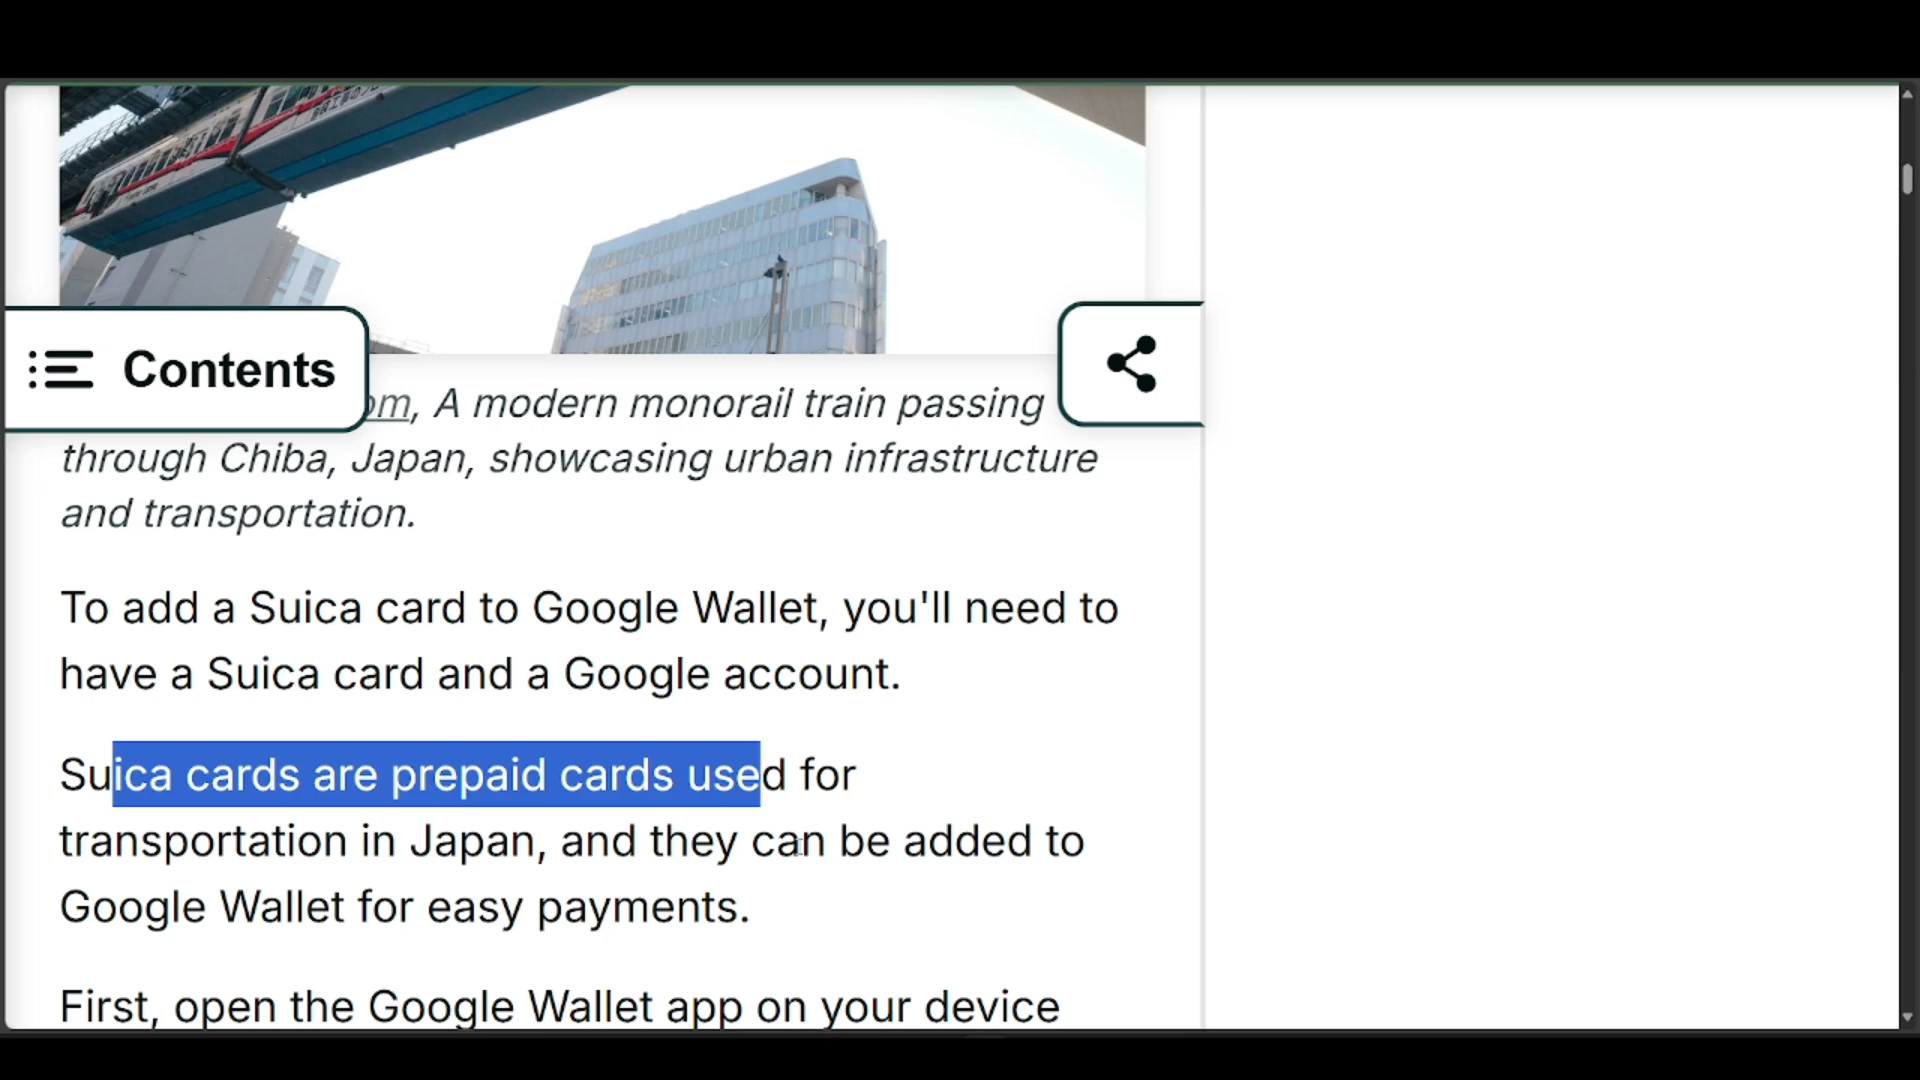 Contents
om, A modern monorail train passing
through Chiba, Japan, showcasing urban infrastructure
and transportation.
To add a Suica card to Google Wallet, you'll need to
have a Suica card and a Google account.
Suica cards are prepaid cards used for
transportation in Japan, and they can be added to
Google Wallet for easy payments.
First, open the Google Wallet app on your device